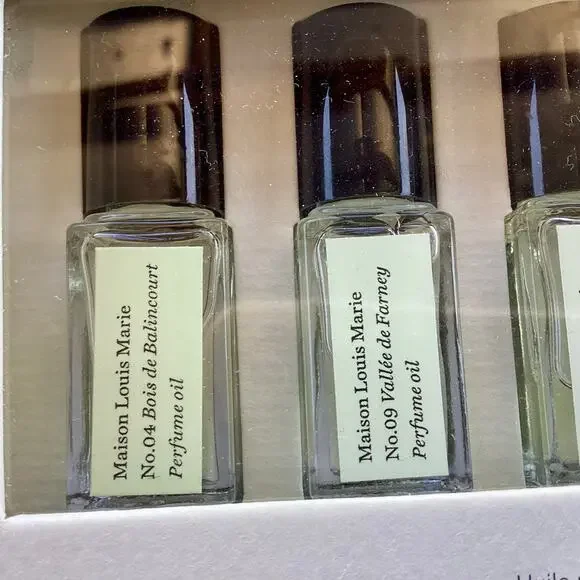 Maison Louis Marie
No.04 Bois de Balincourt
Perfume oil
Maison Louis Marie
No.09 Vallée de Farney
Perfume oil